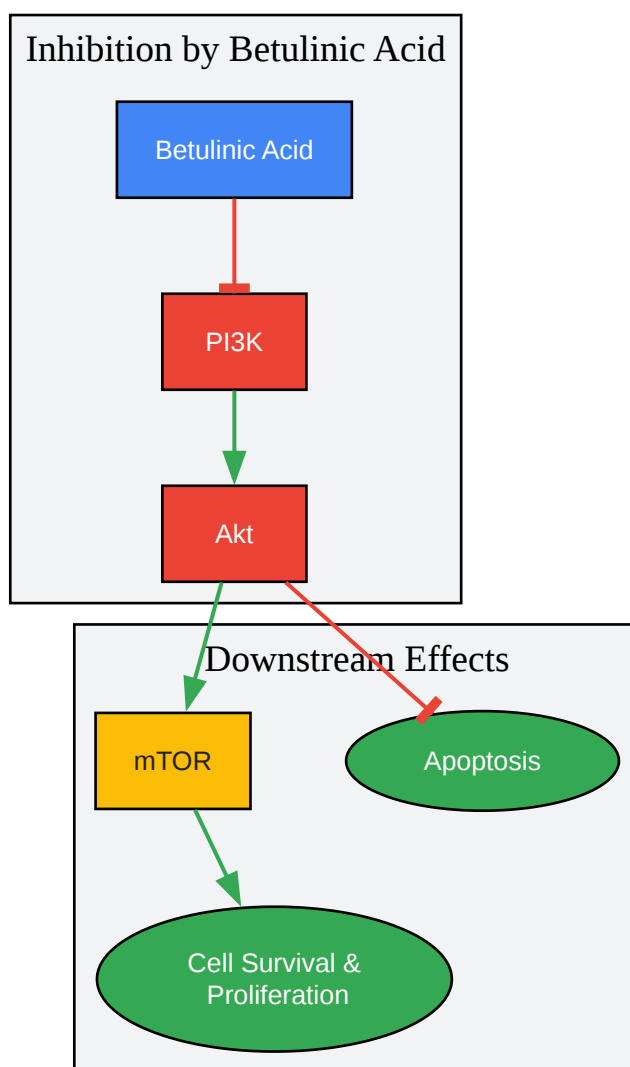 Inhibition by Betulinic Acid
Betulinic Acid
PI3K
Akt
Downstream Effects
mTOR
Apoptosis
Cell Survival &
Proliferation